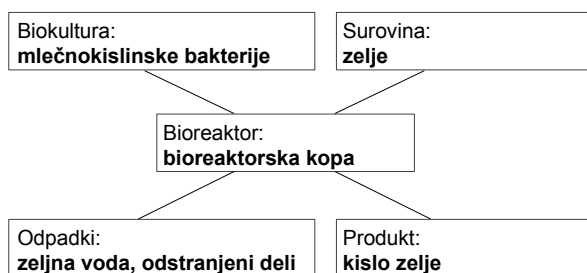 Biokultura:
mlečnokislinske bakterije
Surovina:
zelje
Bioreaktor:
bioreaktorska kopa
Odpadki:
zeljna voda, odstranjeni deli
Produkt:
kislo zelje